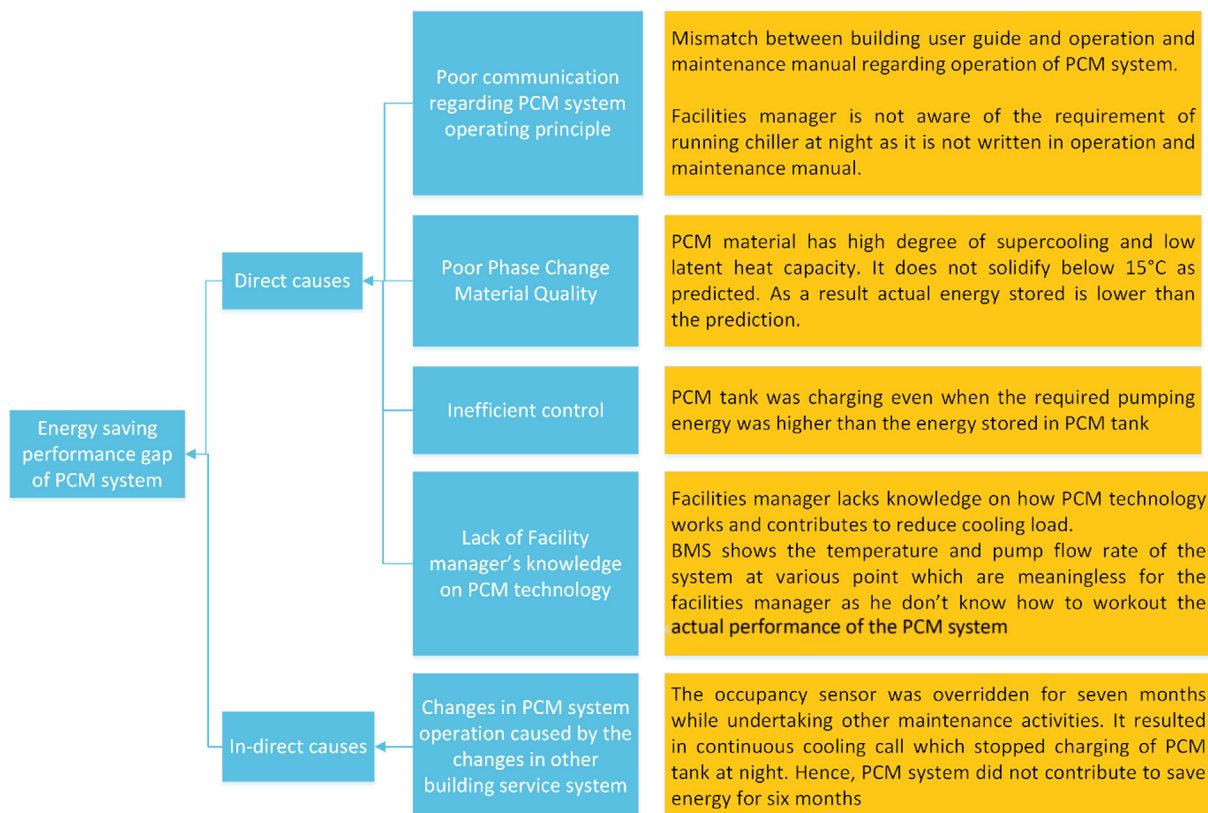 Energy saving
performance gap
of PCM system
Direct causes
Poor communication
regarding PCM system
operating principle
Mismatch between building user guide and operation and
maintenance manual regarding operation of PCM system.
Facilities manager is not aware of the requirement of
running chiller at night as it is not written in operation and
maintenance manual.
Poor Phase Change
Material Quality
PCM material has high degree of supercooling and low
latent heat capacity. It does not solidify below 15°C as
predicted. As a result actual energy stored is lower than
the prediction.
Inefficient control
PCM tank was charging even when the required pumping
energy was higher than the energy stored in PCM tank
Lack of Facility
manager's knowledge
on PCM technology
Facilities manager lacks knowledge on how PCM technology
works and contributes to reduce cooling load.
BMS shows the temperature and pump flow rate of the
system at various point which are meaningless for the
facilities manager as he don't know how to workout the
actual performance of the PCM system
In-direct causes
Changes in PCM system
operation caused by the
changes in other
building service system
The occupancy sensor was overridden for seven months
while undertaking other maintenance activities. It resulted
in continuous cooling call which stopped charging of PCM
tank at night. Hence, PCM system did not contribute to save
energy for six months